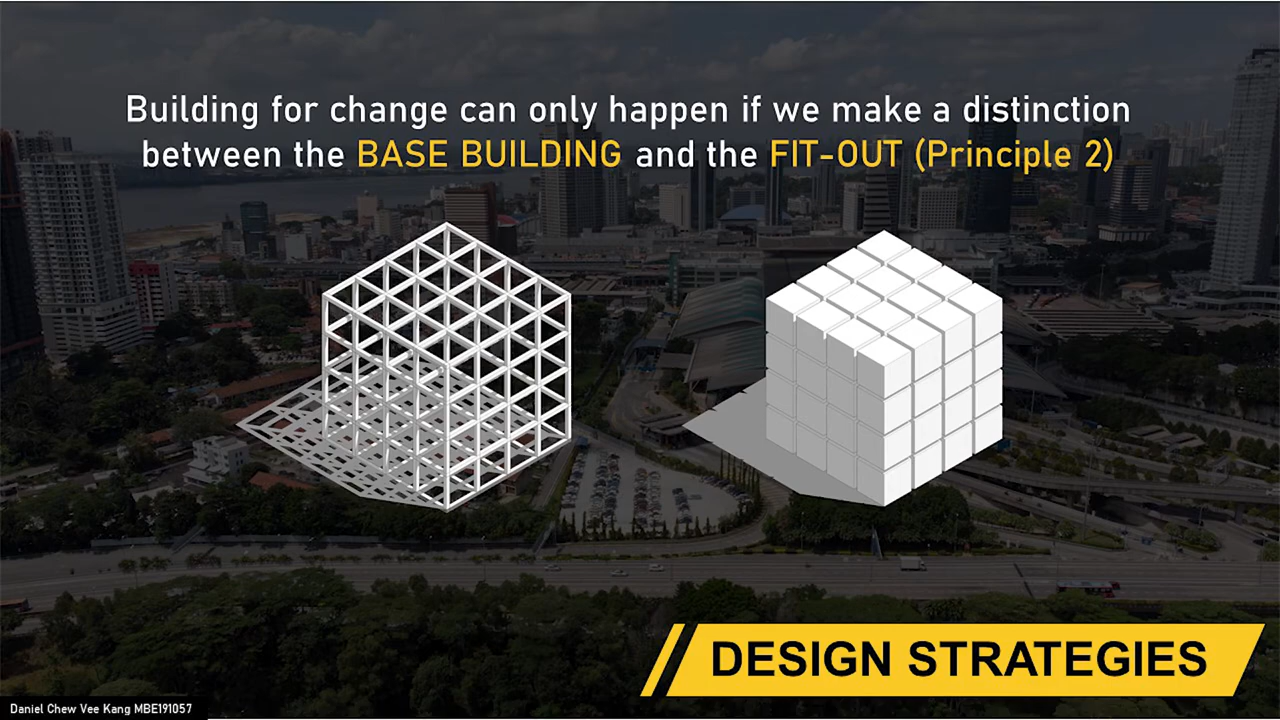 Building for change can only happen if we make a distinction
between the BASE BUILDING and the FIT-OUT (Principle 2)
DESIGN STRATEGIES
Daniel Chew Vee Kang MBE191057